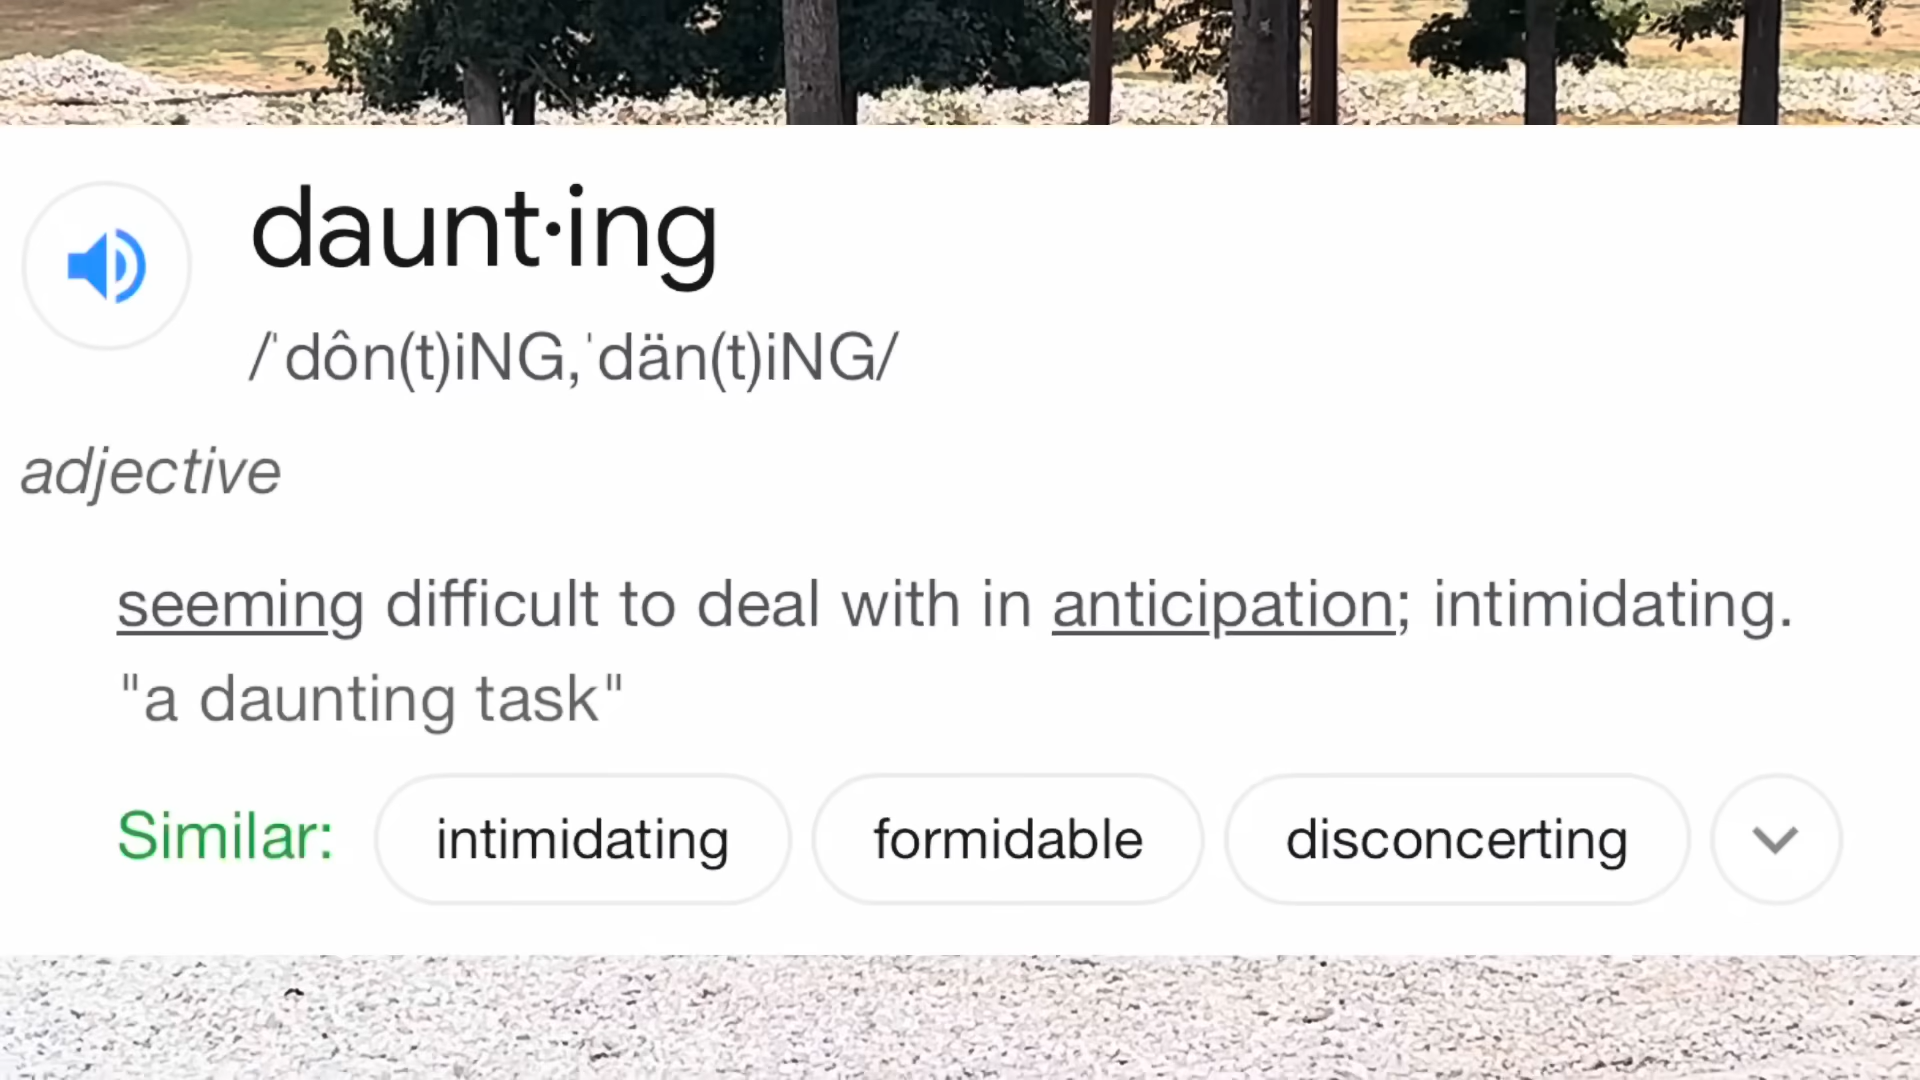 daunt·ing
/ˈdôn(t)iNG,ˈdän(t)iNG/
adjective
seeming difficult to deal with in anticipation; intimidating.
"a daunting task"
Similar: intimidating formidable disconcerting